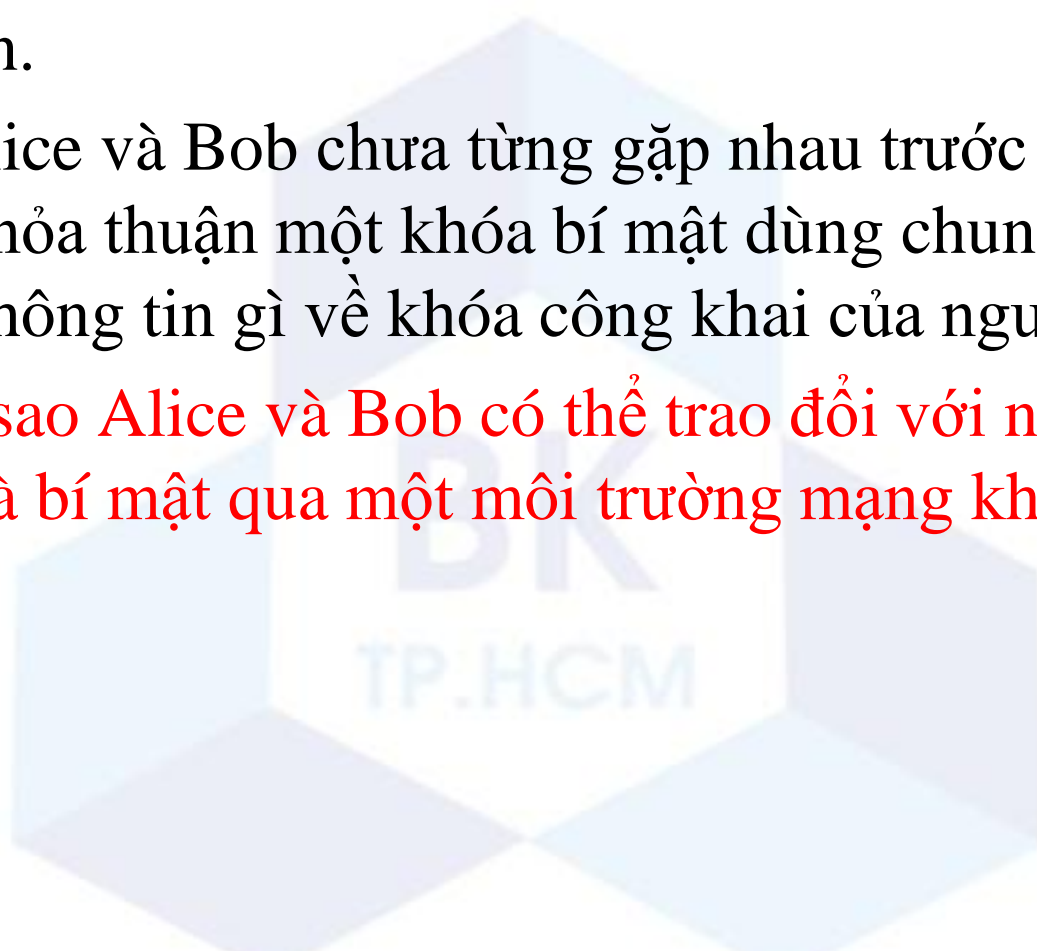 n.
ice và Bob chưa từng gặp nhau trước
hỏa thuận một khóa bí mật dùng chun
hông tin gì về khóa công khai của ngư
sao Alice và Bob có thể trao đổi với n
à bí mật qua một môi trường mạng kh
BK
TP.HCM